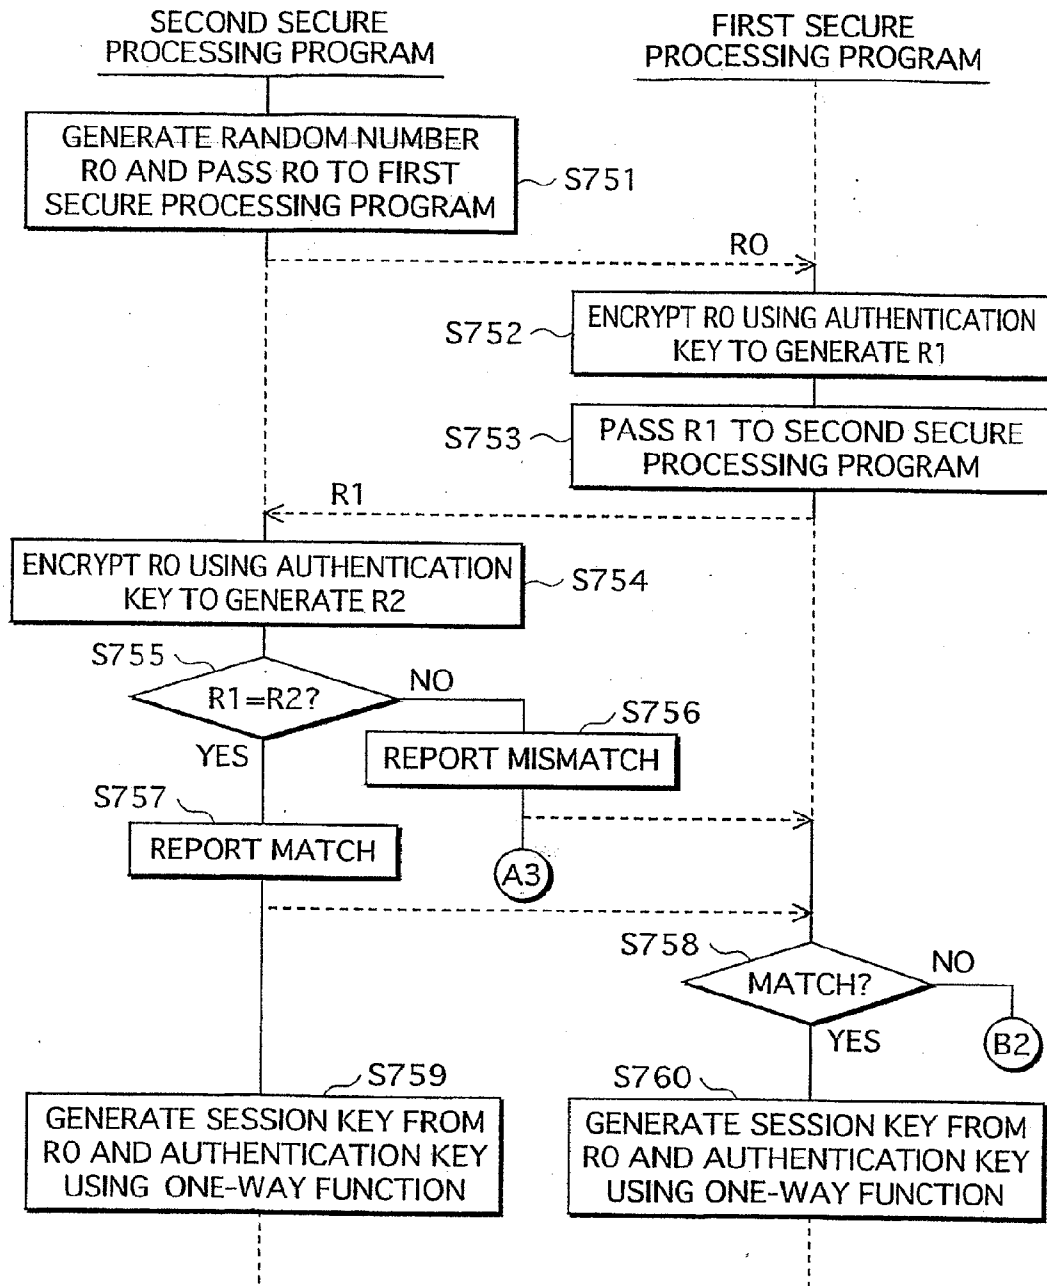 SECOND SECURE
PROCESSING PROGRAM
FIRST SECURE
PROCESSING PROGRAM
GENERATE RANDOM NUMBER
R0 AND PASS R0 TO FIRST
SECURE PROCESSING PROGRAM
S751
R0
S752
ENCRYPT R0 USING AUTHENTICATION
KEY TO GENERATE R1
S753
PASS R1 TO SECOND SECURE
PROCESSING PROGRAM
R1
ENCRYPT R0 USING AUTHENTICATION
KEY TO GENERATE R2
S754
S755
R1=R2?
NO
YES
S756
REPORT MISMATCH
S757
REPORT MATCH
A3
S758
MATCH?
NO
YES
B2
S759
GENERATE SESSION KEY FROM
R0 AND AUTHENTICATION KEY
USING ONE-WAY FUNCTION
S760
GENERATE SESSION KEY FROM
R0 AND AUTHENTICATION KEY
USING ONE-WAY FUNCTION